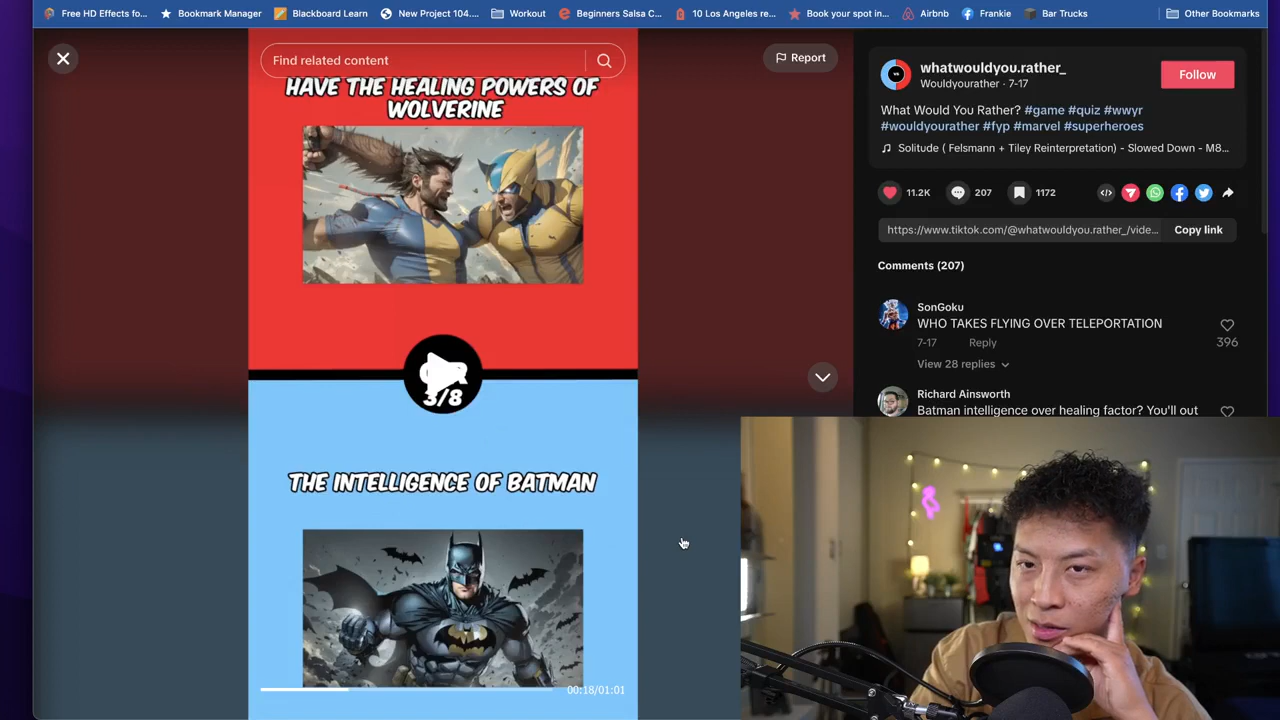 Free HD Effects fo...
Bookmark Manager
Blackboard Learn
New Project 104....
Workout
Beginners Salsa C...
10 Los Angeles re...
Book your spot in...
Airbnb
Frankie
Bar Trucks
Other Bookmarks
Find related content
Report
HAVE THE HEALING POWERS OF
WOLVERINE
3/8
THE INTELLIGENCE OF BATMAN
00:18/01:01
VS
whatwouldyou.rather_
Wouldyourather · 7-17
Follow
What Would You Rather? #game #quiz #wwyr
#wouldyourather #fyp #marvel #superheroes
Solitude ( Felsmann + Tiley Reinterpretation) - Slowed Down - M8...
11.2K
207
1172
https://www.tiktok.com/@whatwouldyou.rather_/vide...
Copy link
Comments (207)
SonGoku
WHO TAKES FLYING OVER TELEPORTATION
7-17
Reply
396
View 28 replies
Richard Ainsworth
Batman intelligence over healing factor? You'll out